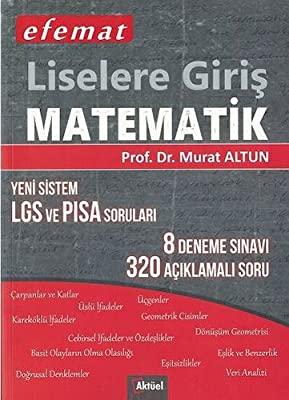 efemat
Liselere Giriş
MATEMATİK
Prof. Dr. Murat ALTUN
YENİ SİSTEM
LGS VE PISA SORULARI
8 DENEME SINAVI
320 AÇIKLAMALI SORU
Çarpanlar ve Katlar
Üslü İfadeler
Üçgenler
Kareköklü İfadeler
Geometrik Cisimler
Cebirsel İfadeler ve Özdeşlikler
Dönüşüm Geometrisi
Basit Olayların Olma Olasılığı
Eşitsizlikler
Eşlik ve Benzerlik
Doğrusal Denklemler
Veri Analizi
Aktüel